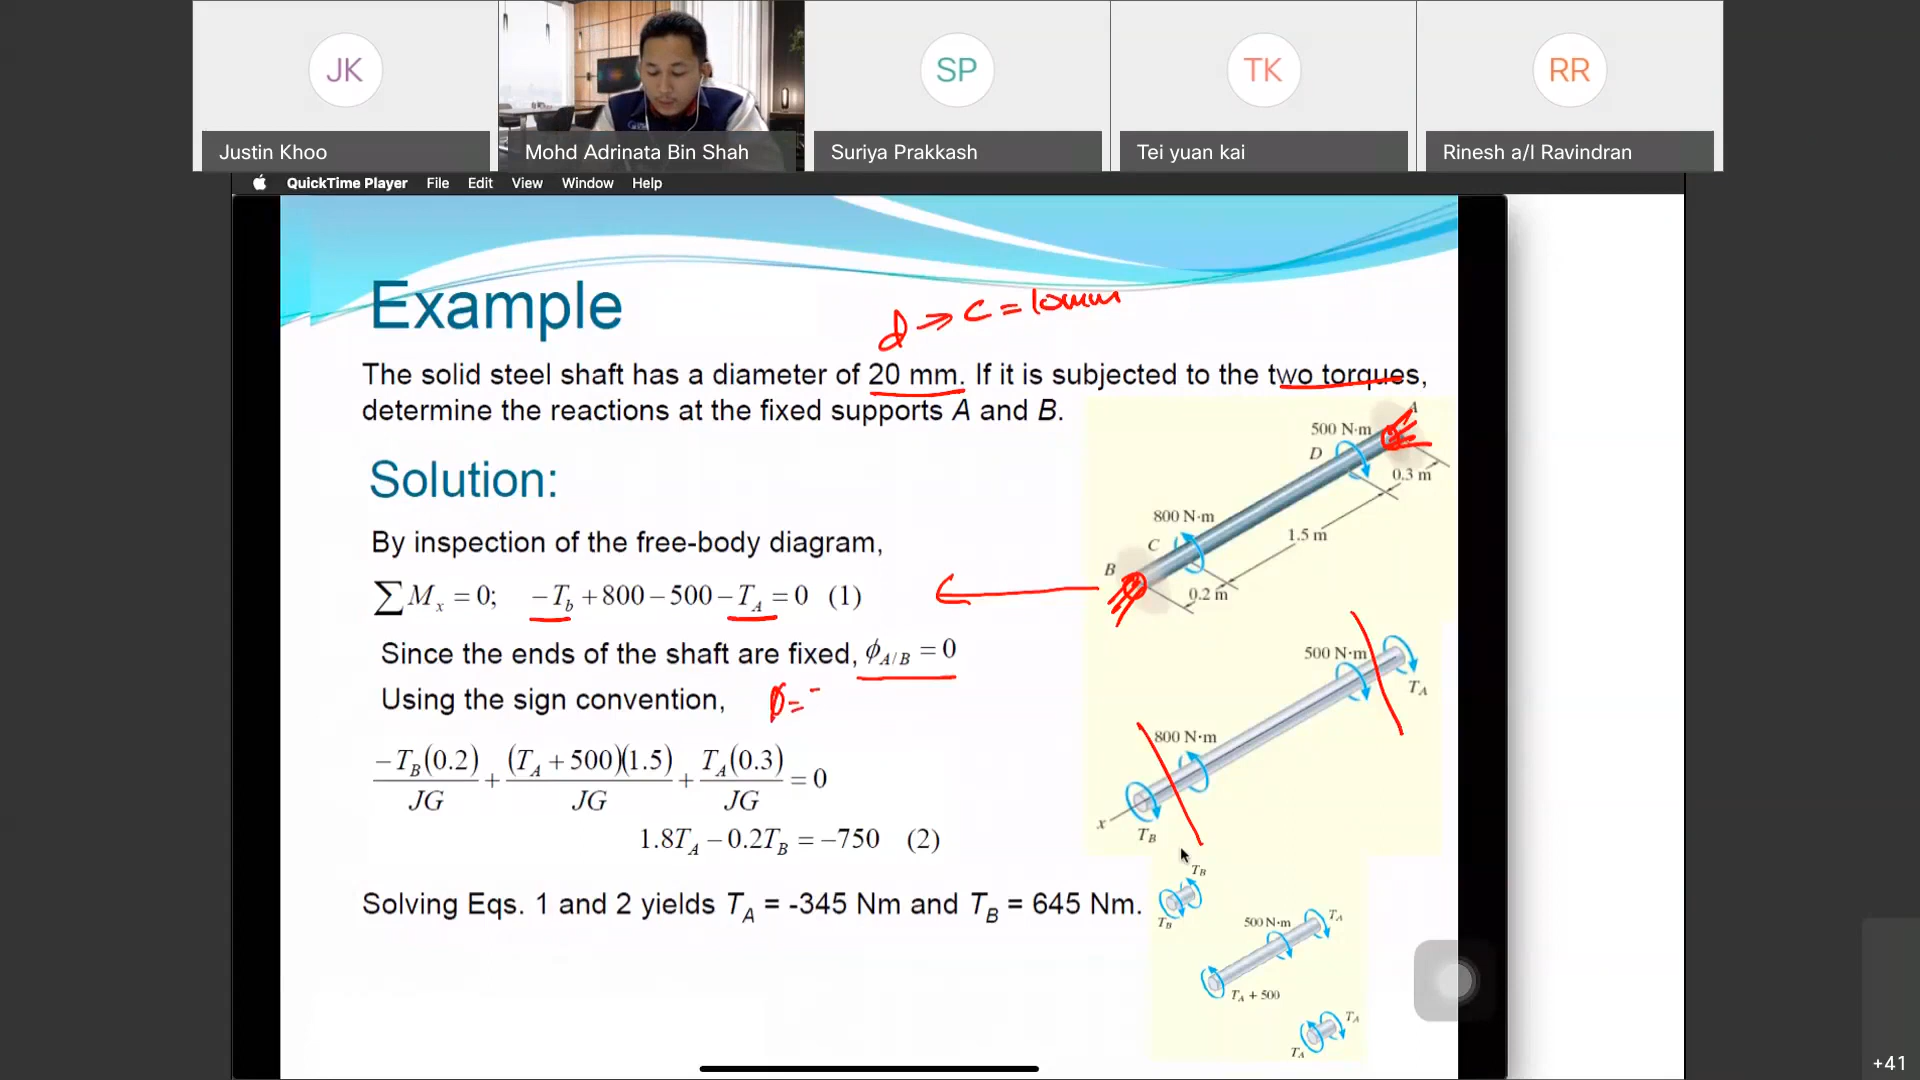 JK
SP
TK
RR
Justin Khoo
Mohd Adrinata Bin Shah
Suriya Prakkash
Tei yuan kai
Rinesh a/l Ravindran
QuickTime Player File Edit View Window Help
Example
d → c = 10mm
The solid steel shaft has a diameter of 20 mm. If it is subjected to the two torques,
determine the reactions at the fixed supports A and B.
A
500 N·m
D
0.3 m
800 N·m
C
1.5 m
B
0.2 m
Solution:
By inspection of the free-body diagram,
∑ M_x = 0; −T_b + 800 − 500 − T_A = 0 (1)
Since the ends of the shaft are fixed, ϕ_{A/B} = 0
Using the sign convention, ϕ =
−T_B(0.2)/JG + (T_A + 500)(1.5)/JG + T_A(0.3)/JG = 0
1.8T_A − 0.2T_B = −750 (2)
Solving Eqs. 1 and 2 yields T_A = -345 Nm and T_B = 645 Nm.
500 N·m
T_A
800 N·m
x
T_B
T_B
T_B
500 N·m
T_A
T_A + 500
T_A
T_A
+41